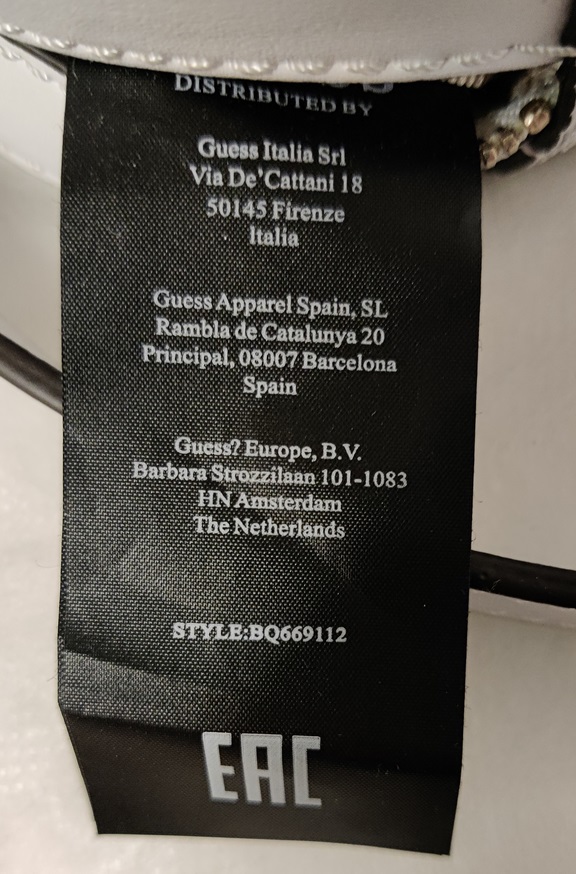 DISTRIBUTED BY
Guess Italia Srl
Via De'Cattani 18
50145 Firenze
Italia
Guess Apparel Spain, SL
Rambla de Catalunya 20
Principal, 08007 Barcelona
Spain
Guess? Europe, B.V.
Barbara Strozzilaan 101-1083
HN Amsterdam
The Netherlands
STYLE:BQ669112
EAC